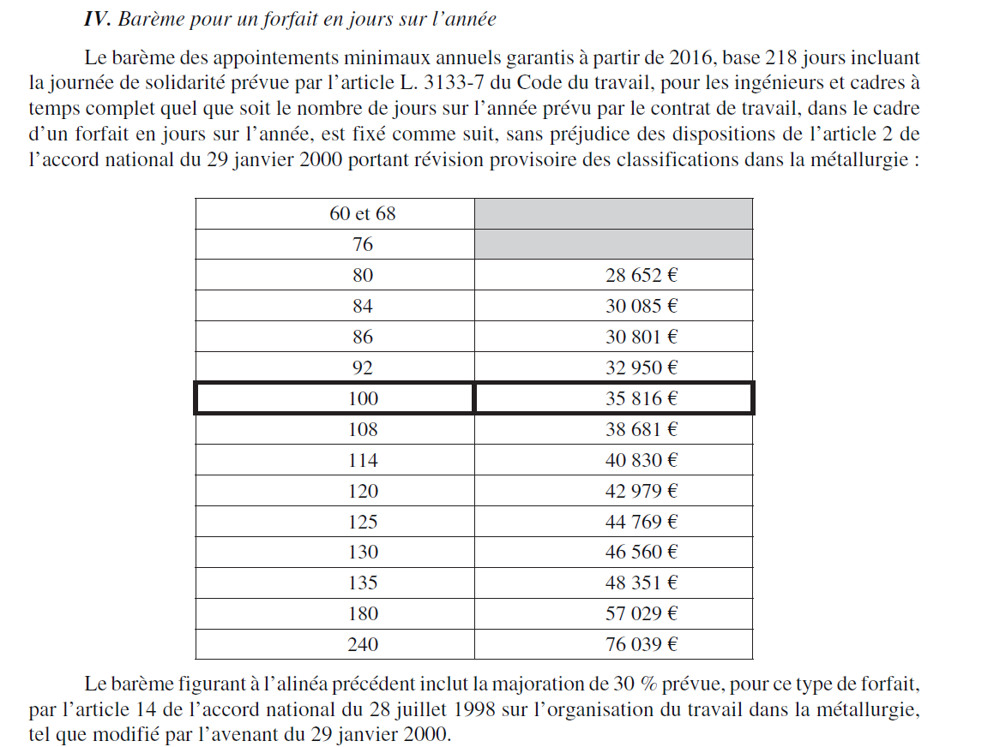 IV. Barème pour un forfait en jours sur l’année
Le barème des appointements minimaux annuels garantis à partir de 2016, base 218 jours incluant
la journée de solidarité prévue par l’article L. 3133-7 du Code du travail, pour les ingénieurs et cadres à
temps complet quel que soit le nombre de jours sur l’année prévu par le contrat de travail, dans le cadre
d’un forfait en jours sur l’année, est fixé comme suit, sans préjudice des dispositions de l’article 2 de
l’accord national du 29 janvier 2000 portant révision provisoire des classifications dans la métallurgie :
60 et 68
76
80 28 652 €
84 30 085 €
86 30 801 €
92 32 950 €
100 35 816 €
108 38 681 €
114 40 830 €
120 42 979 €
125 44 769 €
130 46 560 €
135 48 351 €
180 57 029 €
240 76 039 €
Le barème figurant à l’alinéa précédent inclut la majoration de 30 % prévue, pour ce type de forfait,
par l’article 14 de l’accord national du 28 juillet 1998 sur l’organisation du travail dans la métallurgie,
tel que modifié par l’avenant du 29 janvier 2000.